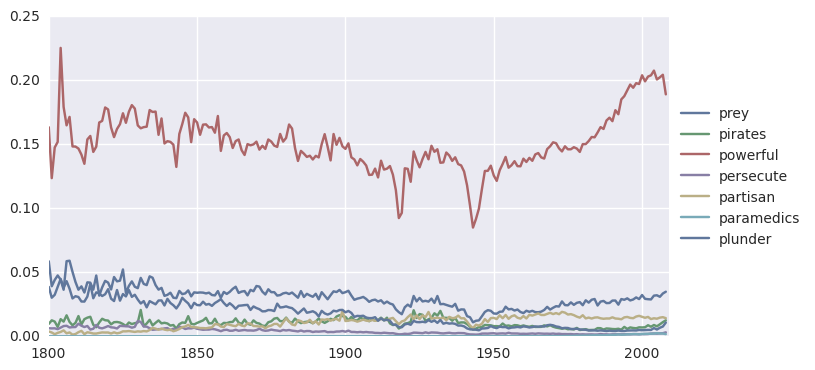 0.25
0.20
0.15
0.10
0.05
0.00
1800 1850 1900 1950 2000
prey
pirates
powerful
persecute
partisan
paramedics
plunder